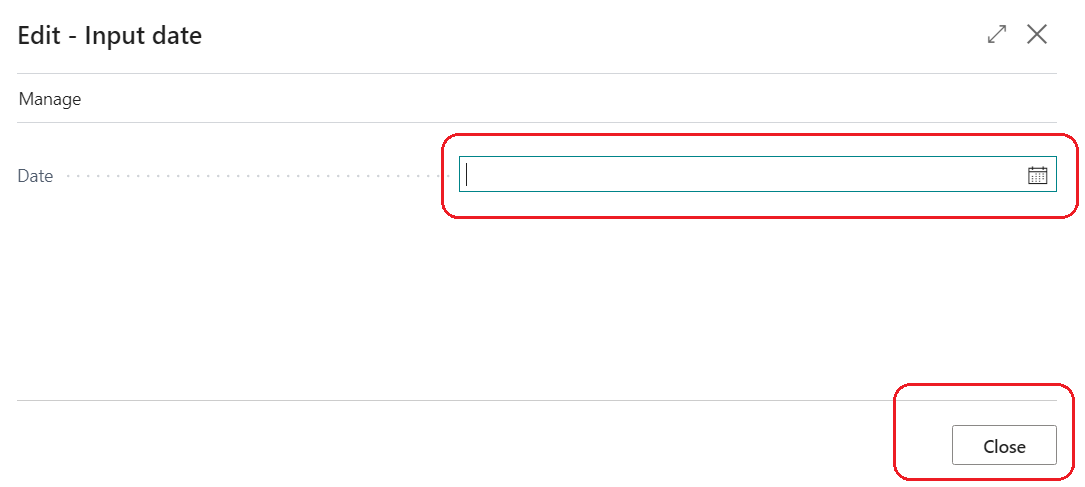 Edit - Input date
Manage
Date
Close